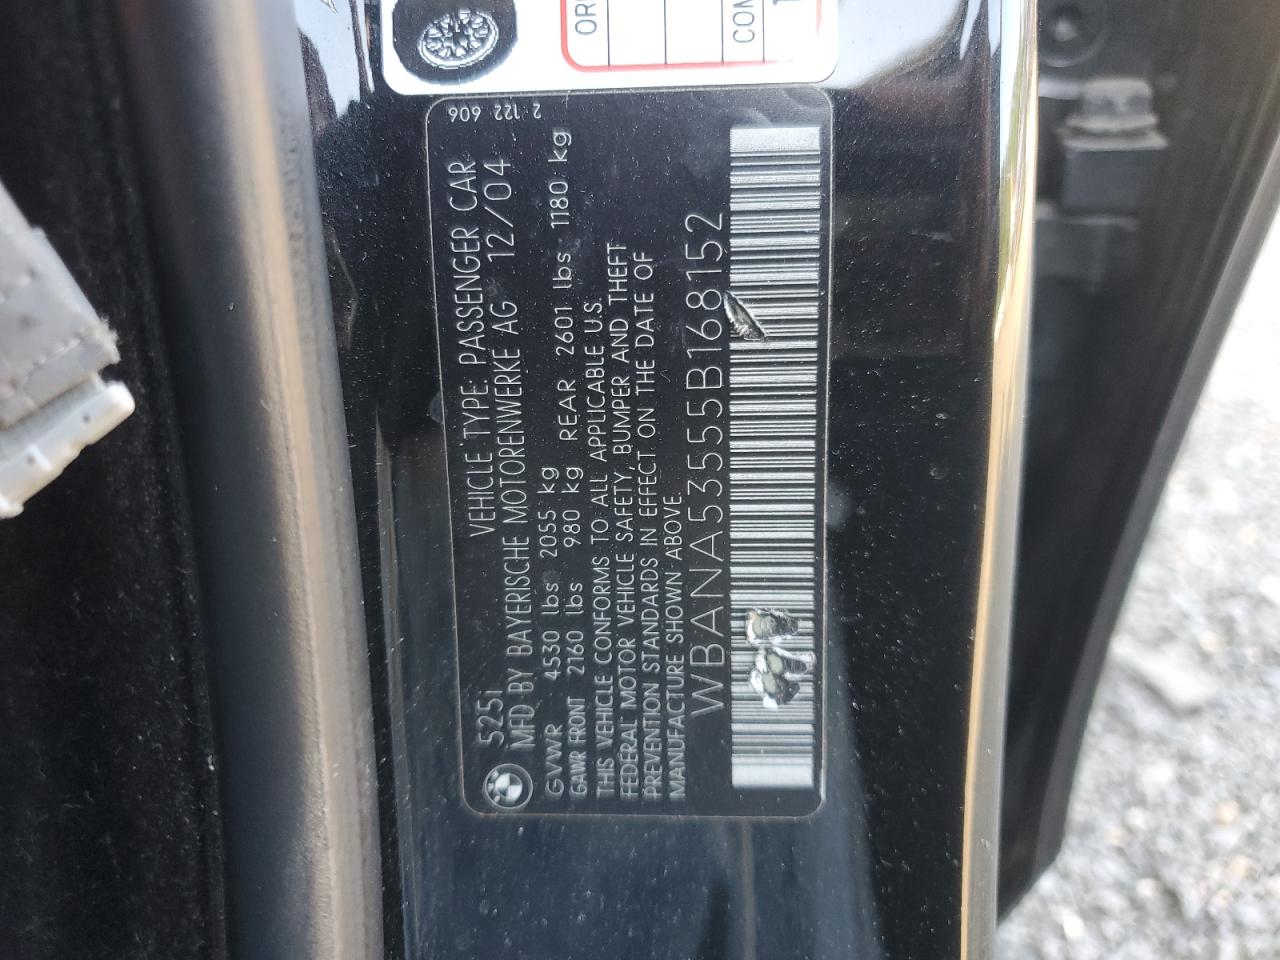 OR
COM
2 122 606
525i VEHICLE TYPE: PASSENGER CAR
MFD BY BAYERISCHE MOTORENWERKE AG 12/04
GVWR 4530 lbs 2055 kg
GAWR FRONT 2160 lbs 980 kg REAR 2601 lbs 1180 kg
THIS VEHICLE CONFORMS TO ALL APPLICABLE U.S.
FEDERAL MOTOR VEHICLE SAFETY, BUMPER AND THEFT
PREVENTION STANDARDS IN EFFECT ON THE DATE OF
MANUFACTURE SHOWN ABOVE.
WBANA53555B168152